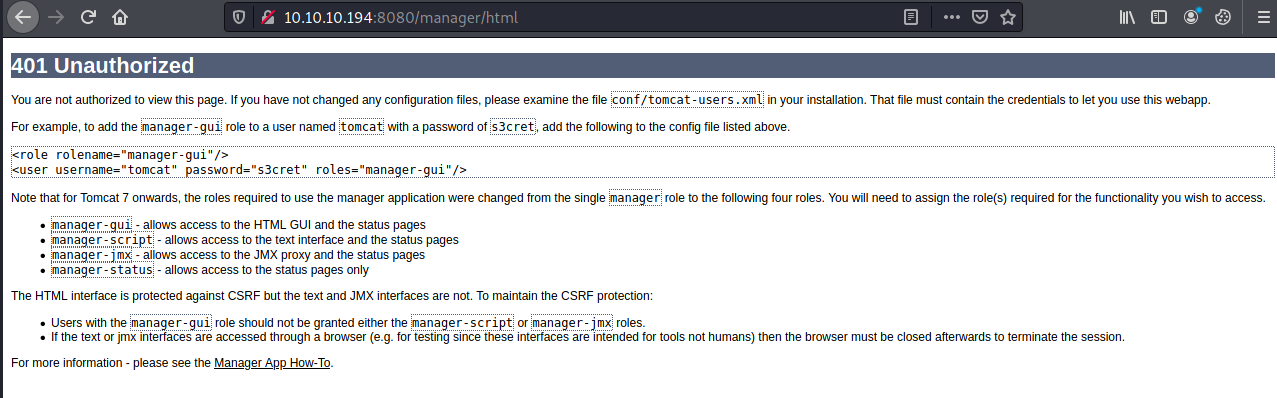 10.10.10.194:8080/manager/html
401 Unauthorized
You are not authorized to view this page. If you have not changed any configuration files, please examine the file conf/tomcat-users.xml in your installation. That file must contain the credentials to let you use this webapp.
For example, to add the manager-gui role to a user named tomcat with a password of s3cret, add the following to the config file listed above.
<role rolename="manager-gui"/>
<user username="tomcat" password="s3cret" roles="manager-gui"/>
Note that for Tomcat 7 onwards, the roles required to use the manager application were changed from the single manager role to the following four roles. You will need to assign the role(s) required for the functionality you wish to access.
• manager-gui - allows access to the HTML GUI and the status pages
• manager-script - allows access to the text interface and the status pages
• manager-jmx - allows access to the JMX proxy and the status pages
• manager-status - allows access to the status pages only
The HTML interface is protected against CSRF but the text and JMX interfaces are not. To maintain the CSRF protection:
• Users with the manager-gui role should not be granted either the manager-script or manager-jmx roles.
• If the text or jmx interfaces are accessed through a browser (e.g. for testing since these interfaces are intended for tools not humans) then the browser must be closed afterwards to terminate the session.
For more information - please see the Manager App How-To.